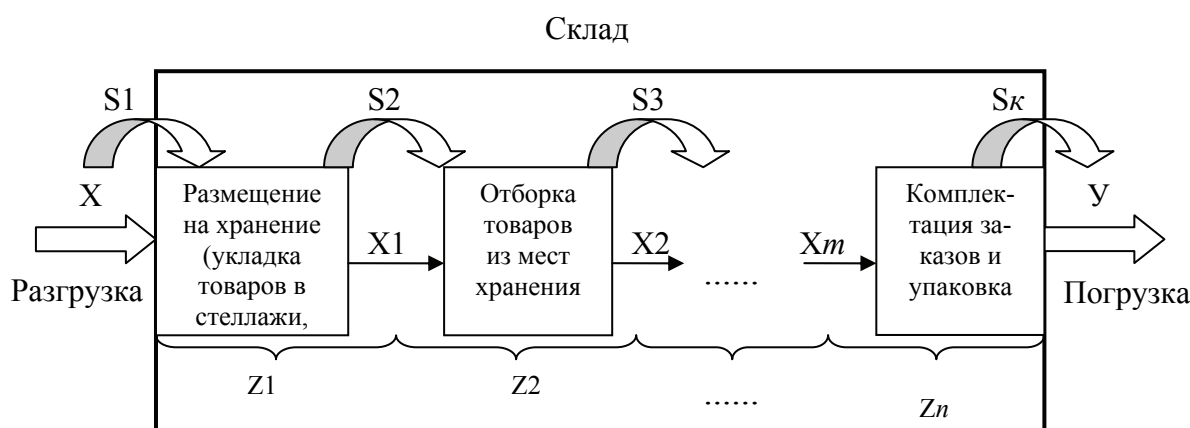 Склад
S1
S2
S3
Sк
X
Размещение
на хранение
(укладка
товаров в
стеллажи,
X1
Отборка
товаров
из мест
хранения
X2
......
Xm
Комплек-
тация за-
казов и
упаковка
У
Разгрузка
Погрузка
Z1
Z2
......
Zn